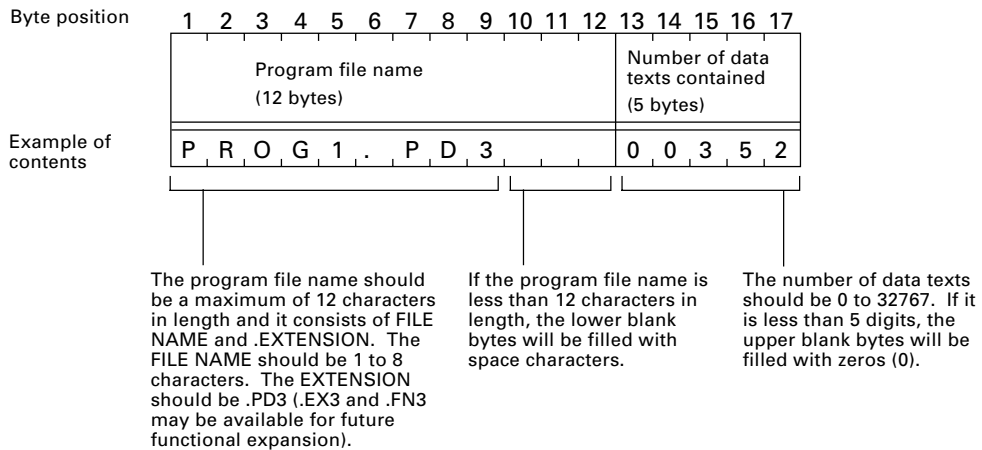 Byte position 1 2 3 4 5 6 7 8 9 10 11 12 13 14 15 16 17
Program file name
(12 bytes)
Number of data
texts contained
(5 bytes)
Example of
contents
P R O G 1 . P D 3 0 0 3 5 2
The program file name should
be a maximum of 12 characters
in length and it consists of FILE
NAME and .EXTENSION. The
FILE NAME should be 1 to 8
characters. The EXTENSION
should be .PD3 (.EX3 and .FN3
may be available for future
functional expansion).
If the program file name is
less than 12 characters in
length, the lower blank
bytes will be filled with
space characters.
The number of data texts
should be 0 to 32767. If it
is less than 5 digits, the
upper blank bytes will be
filled with zeros (0).